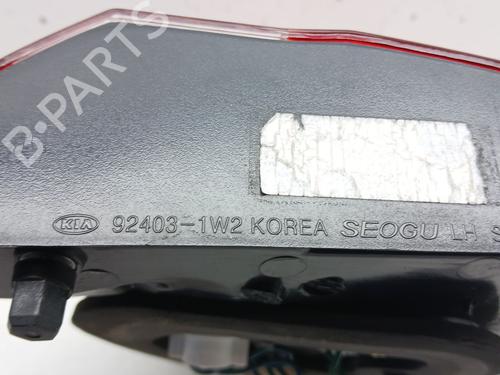 B-PARTS
KIA 92403-1W2 KOREA SEOGU LH S